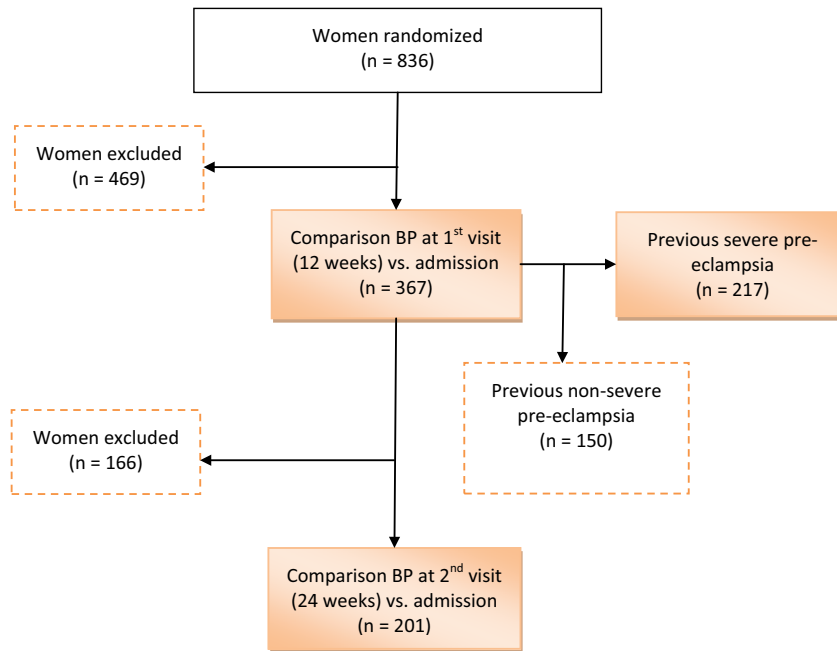 Women randomized
(n = 836)
Women excluded
(n = 469)
Comparison BP at 1st visit
(12 weeks) vs. admission
(n = 367)
Previous severe pre-
eclampsia
(n = 217)
Previous non-severe
pre-eclampsia
(n = 150)
Women excluded
(n = 166)
Comparison BP at 2nd visit
(24 weeks) vs. admission
n = 201)